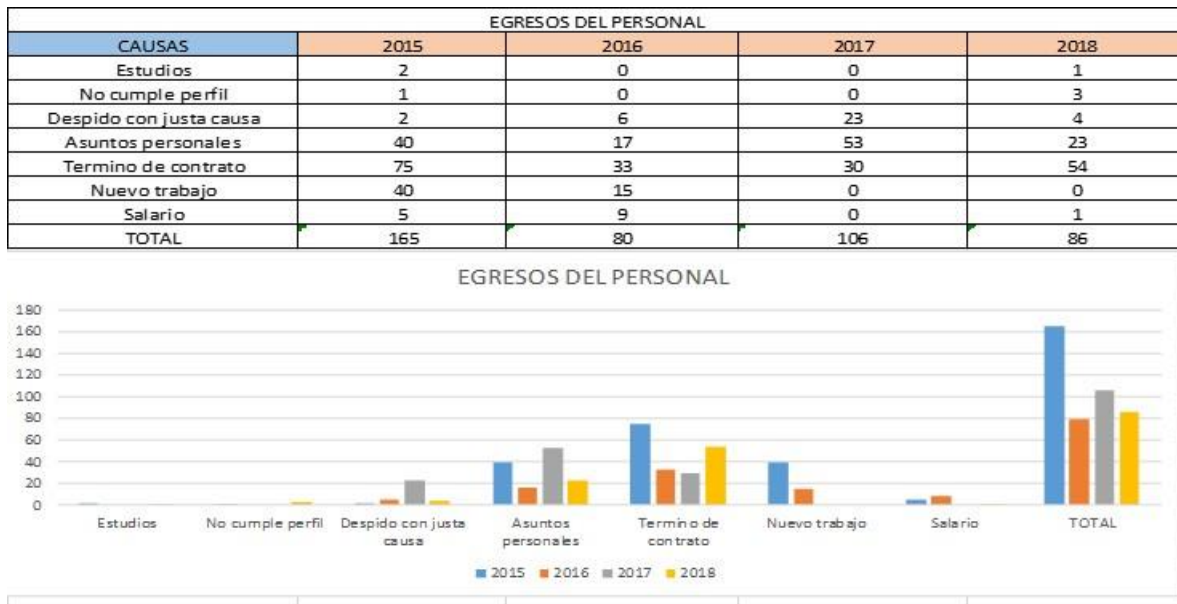 EGRESOS DEL PERSONAL
CAUSAS 2015 2016 2017 2018
Estudios 2 0 0 1
No cumple perfil 1 0 0 3
Despido con justa causa 2 6 23 4
Asuntos personales 40 17 53 23
Termino de contrato 75 33 30 54
Nuevo trabajo 40 15 0 0
Salario 5 9 0 1
TOTAL 165 80 106 86
EGRESOS DEL PERSONAL
180
160
140
120
100
80
60
40
20
0
Estudios No cumple perfil Despido con justa causa Asuntos personales Termino de contrato Nuevo trabajo Salario TOTAL
2015 2016 2017 2018